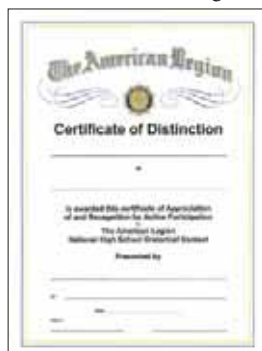 The American Legion
Certificate of Distinction
of
is awarded this certificate of Appreciation
of and Recognition for Active Participation
in
The American Legion
National High School Oratorical Contest
Presented by